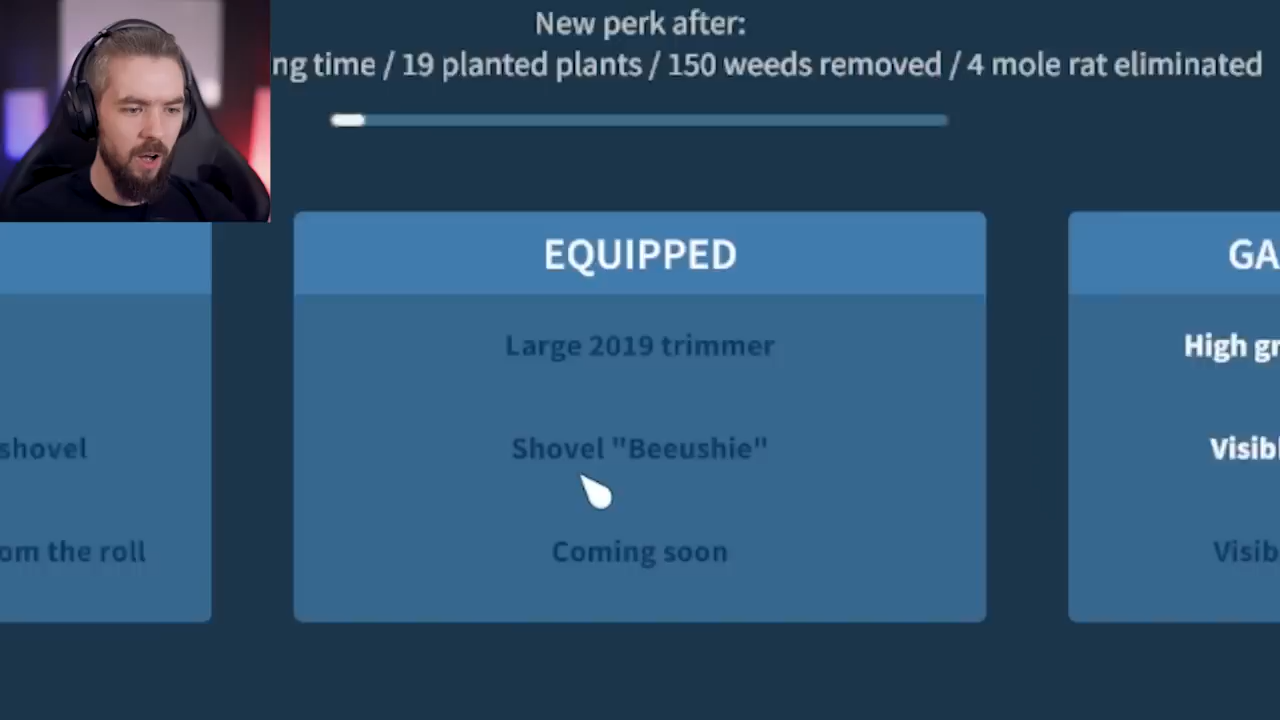 New perk after:
ng time / 19 planted plants / 150 weeds removed / 4 mole rat eliminated
EQUIPPED
GA
Large 2019 trimmer
High gr
shovel
Shovel "Beeushie"
Visibl
om the roll
Coming soon
Visib